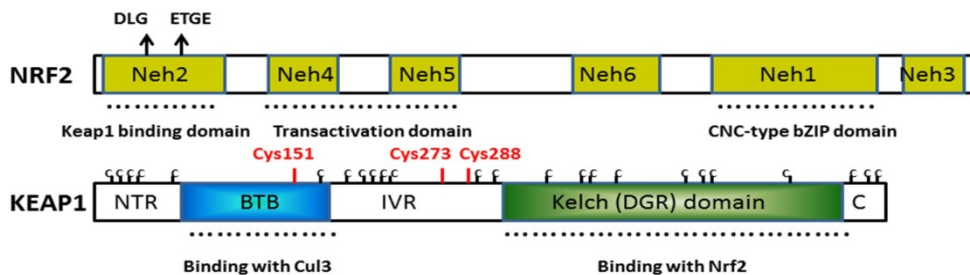 DLG ETGE
NRF2 Neh2 Neh4 Neh5 Neh6 Neh1 Neh3
Keap1 binding domain Transactivation domain CNC-type bZIP domain
Cys151 Cys273 Cys288
KEAP1 NTR BTB IVR Kelch (DGR) domain C
Binding with Cul3 Binding with Nrf2